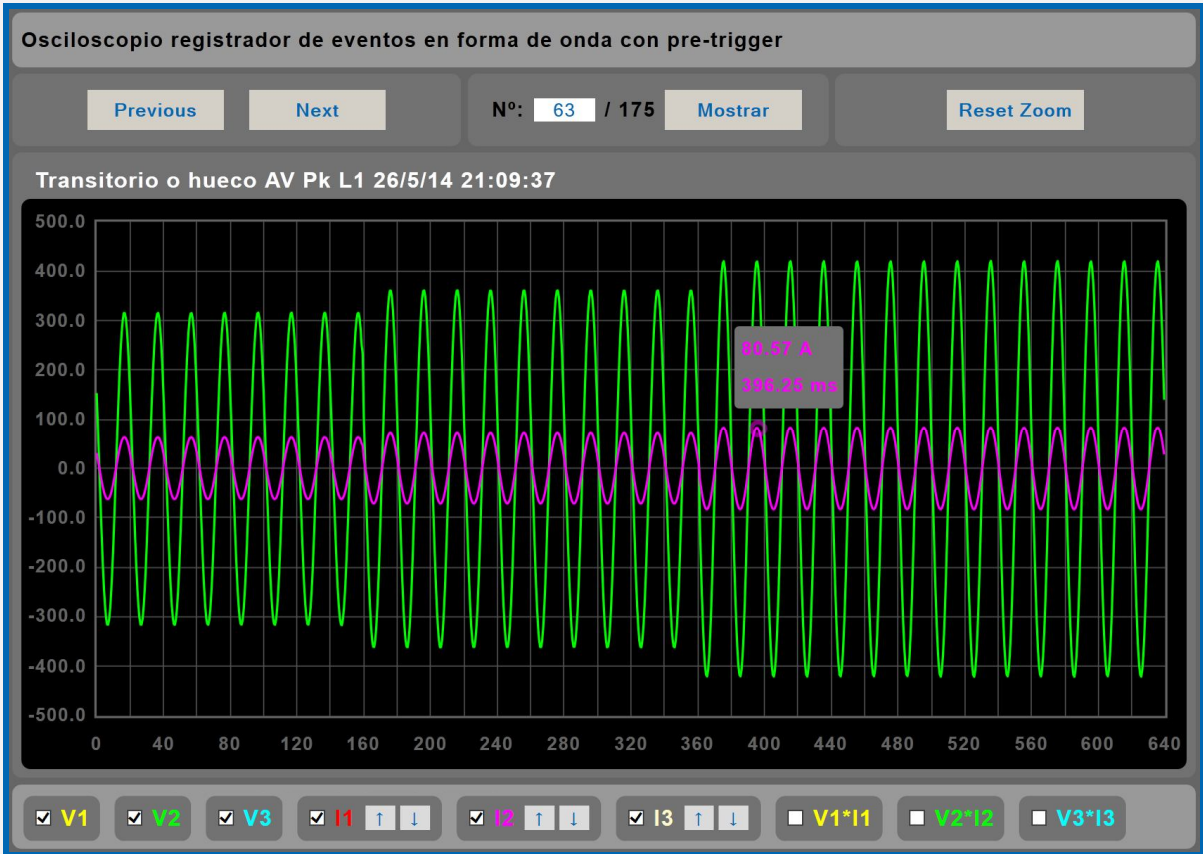 Osciloscopio registrador de eventos en forma de onda con pre-trigger
Previous Next Nº: 63 / 175 Mostrar Reset Zoom
Transitorio o hueco AV Pk L1 26/5/14 21:09:37
500.0
400.0
300.0
200.0
100.0
0.0
-100.0
-200.0
-300.0
-400.0
-500.0
80.57 A
396.25 ms
0 40 80 120 160 200 240 280 320 360 400 440 480 520 560 600 640
V1 V2 V3 I1 ↑ ↓ I2 ↑ ↓ I3 ↑ ↓ V1*I1 V2*I2 V3*I3